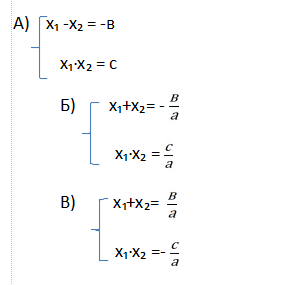 А) x₁ -x₂ = -в
x₁·x₂ = c
Б) x₁+x₂= - B/a
x₁·x₂ = c/a
В) x₁+x₂= B/a
x₁·x₂ =- c/a